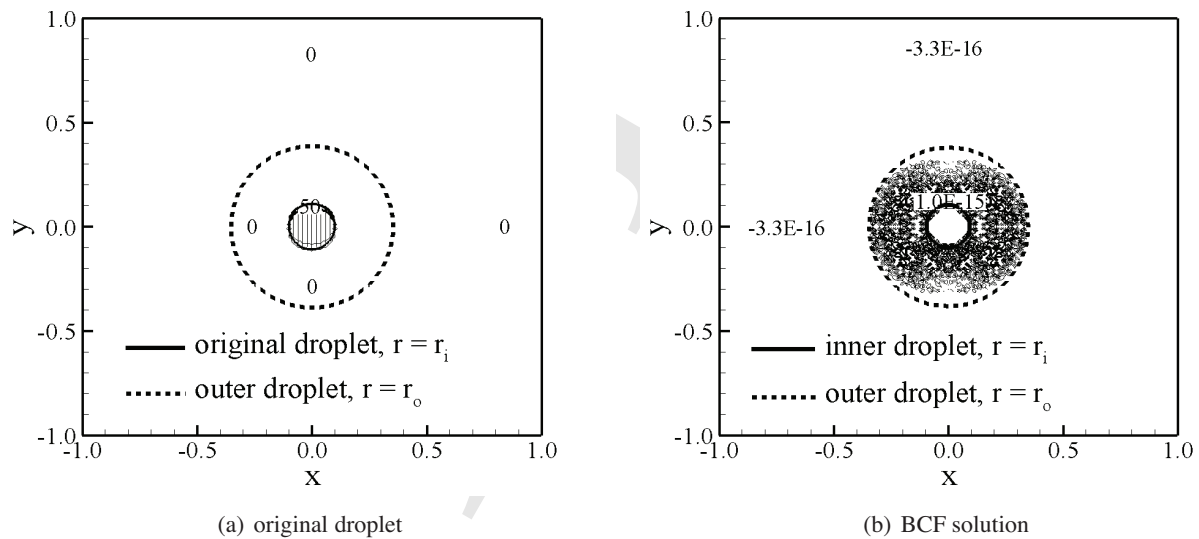 1.0
0
0.5
50
y
0.0
0
0
0
-0.5
original droplet, r = ri
outer droplet, r = ro
-1.0
-1.0
-0.5
0.0
0.5
1.0
x
(a) original droplet
1.0
-3.3E-16
0.5
1.0E-15
y
0.0
-3.3E-16
-0.5
inner droplet, r = ri
outer droplet, r = ro
-1.0
-1.0
-0.5
0.0
0.5
1.0
x
(b) BCF solution